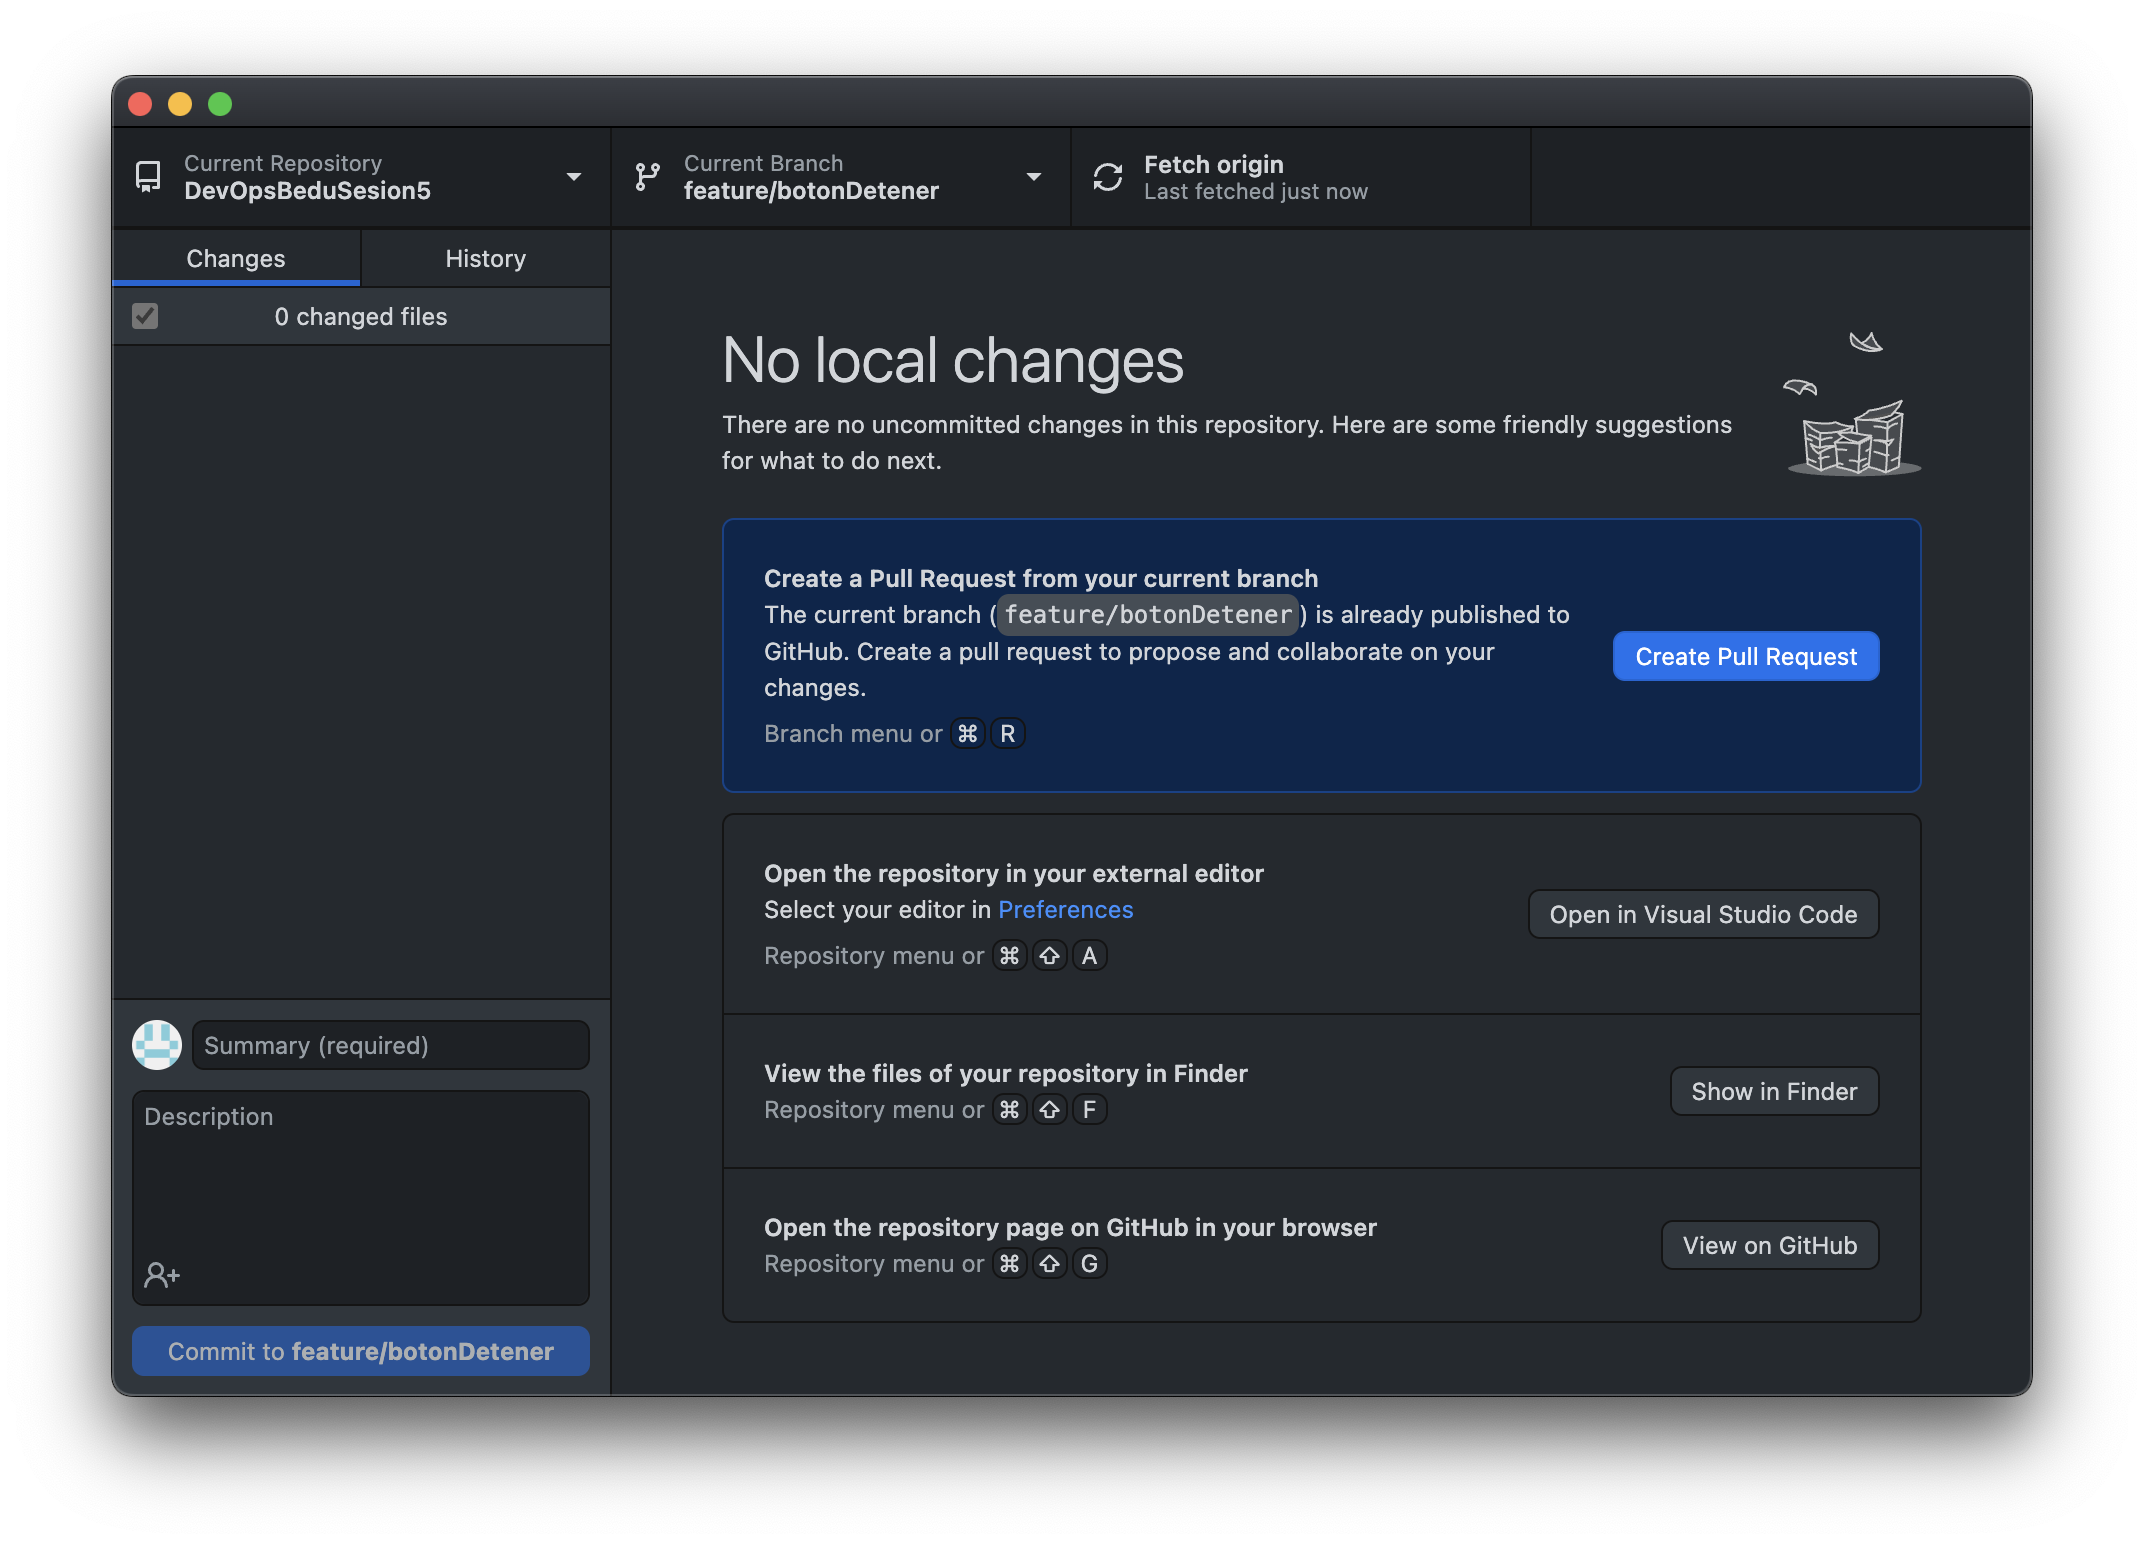 Current Repository
DevOpsBeduSesion5
Current Branch
feature/botonDetener
Fetch origin
Last fetched just now
Changes
History
0 changed files
No local changes
There are no uncommitted changes in this repository. Here are some friendly suggestions
for what to do next.
Create a Pull Request from your current branch
The current branch (feature/botonDetener) is already published to
GitHub. Create a pull request to propose and collaborate on your
changes.
Branch menu or ⌘ R
Create Pull Request
Open the repository in your external editor
Select your editor in Preferences
Repository menu or ⌘ ⇧ A
Open in Visual Studio Code
View the files of your repository in Finder
Repository menu or ⌘ ⇧ F
Show in Finder
Open the repository page on GitHub in your browser
Repository menu or ⌘ ⇧ G
View on GitHub
Summary (required)
Description
Commit to feature/botonDetener